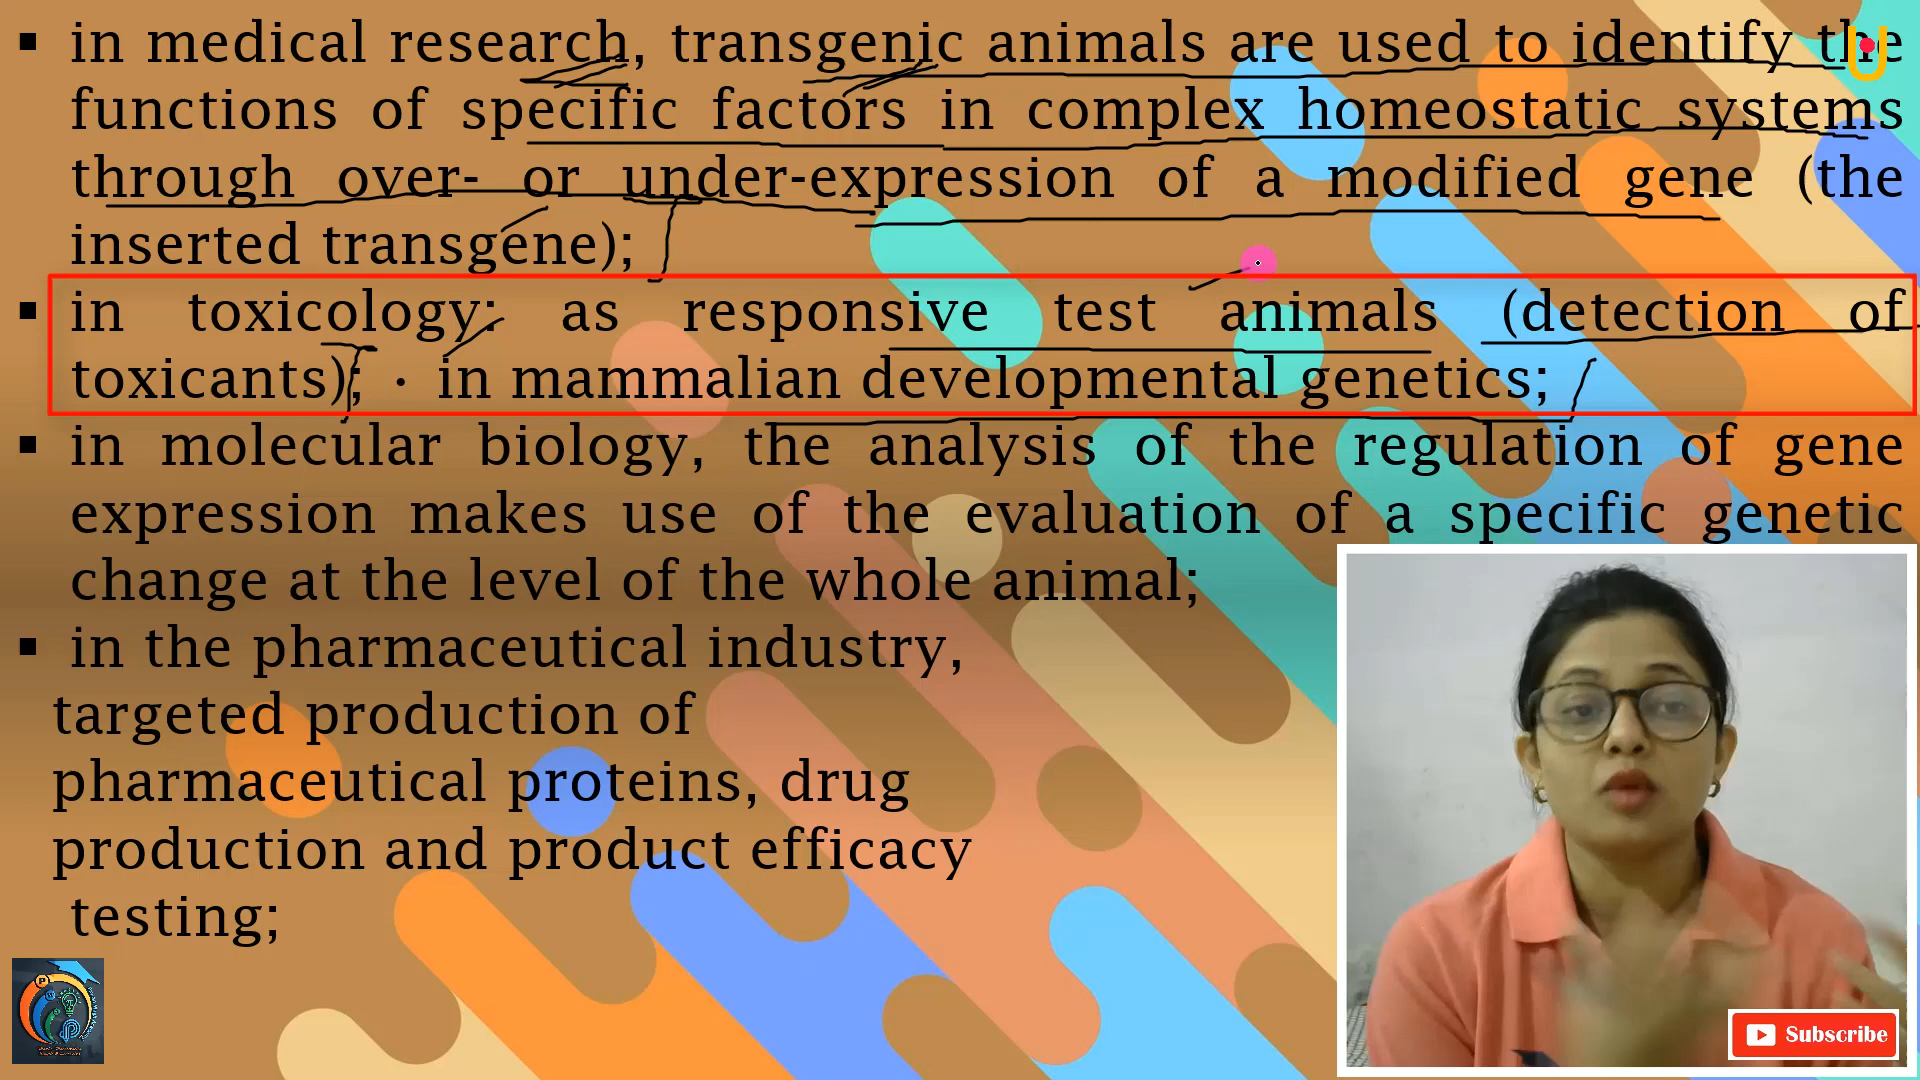 ▪ in medical research, transgenic animals are used to identify the
functions of specific factors in complex homeostatic systems
through over- or under-expression of a modified gene (the
inserted transgene);
▪ in toxicology: as responsive test animals (detection of
toxicants); · in mammalian developmental genetics;
▪ in molecular biology, the analysis of the regulation of gene
expression makes use of the evaluation of a specific genetic
change at the level of the whole animal;
▪ in the pharmaceutical industry,
targeted production of
pharmaceutical proteins, drug
production and product efficacy
testing;
Subscribe